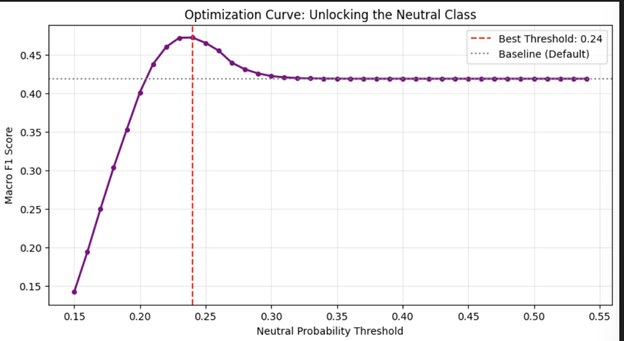 Optimization Curve: Unlocking the Neutral Class
Best Threshold: 0.24
Baseline (Default)
Macro F1 Score
0.45
0.40
0.35
0.30
0.25
0.20
0.15
0.15 0.20 0.25 0.30 0.35 0.40 0.45 0.50 0.55
Neutral Probability Threshold